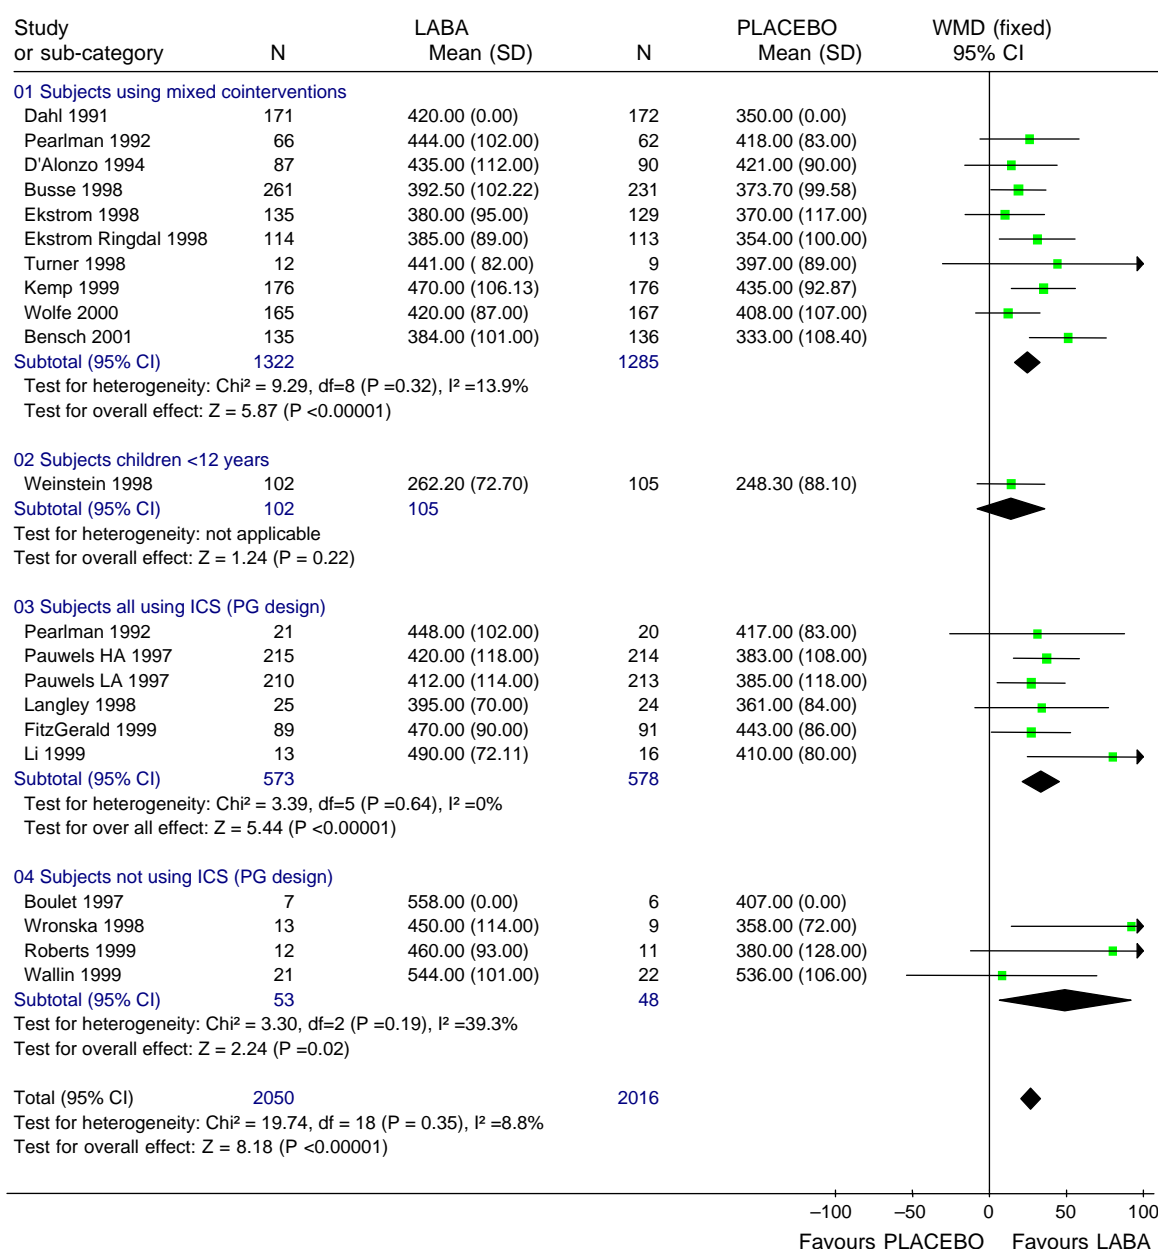 Study LABA PLACEBO WMD (fixed)
or sub-category N Mean (SD) N Mean (SD) 95% CI
01 Subjects using mixed cointerventions
Dahl 1991 171 420.00 (0.00) 172 350.00 (0.00)
Pearlman 1992 66 444.00 (102.00) 62 418.00 (83.00)
D'Alonzo 1994 87 435.00 (112.00) 90 421.00 (90.00)
Busse 1998 261 392.50 (102.22) 231 373.70 (99.58)
Ekstrom 1998 135 380.00 (95.00) 129 370.00 (117.00)
Ekstrom Ringdal 1998 114 385.00 (89.00) 113 354.00 (100.00)
Turner 1998 12 441.00 ( 82.00) 9 397.00 (89.00)
Kemp 1999 176 470.00 (106.13) 176 435.00 (92.87)
Wolfe 2000 165 420.00 (87.00) 167 408.00 (107.00)
Bensch 2001 135 384.00 (101.00) 136 333.00 (108.40)
Subtotal (95% CI) 1322 1285
Test for heterogeneity: Chi² = 9.29, df=8 (P =0.32), I² =13.9%
Test for overall effect: Z = 5.87 (P <0.00001)
02 Subjects children <12 years
Weinstein 1998 102 262.20 (72.70) 105 248.30 (88.10)
Subtotal (95% CI) 102 105
Test for heterogeneity: not applicable
Test for overall effect: Z = 1.24 (P = 0.22)
03 Subjects all using ICS (PG design)
Pearlman 1992 21 448.00 (102.00) 20 417.00 (83.00)
Pauwels HA 1997 215 420.00 (118.00) 214 383.00 (108.00)
Pauwels LA 1997 210 412.00 (114.00) 213 385.00 (118.00)
Langley 1998 25 395.00 (70.00) 24 361.00 (84.00)
FitzGerald 1999 89 470.00 (90.00) 91 443.00 (86.00)
Li 1999 13 490.00 (72.11) 16 410.00 (80.00)
Subtotal (95% CI) 573 578
Test for heterogeneity: Chi² = 3.39, df=5 (P =0.64), I² =0%
Test for over all effect: Z = 5.44 (P <0.00001)
04 Subjects not using ICS (PG design)
Boulet 1997 7 558.00 (0.00) 6 407.00 (0.00)
Wronska 1998 13 450.00 (114.00) 9 358.00 (72.00)
Roberts 1999 12 460.00 (93.00) 11 380.00 (128.00)
Wallin 1999 21 544.00 (101.00) 22 536.00 (106.00)
Subtotal (95% CI) 53 48
Test for heterogeneity: Chi² = 3.30, df=2 (P =0.19), I² =39.3%
Test for overall effect: Z = 2.24 (P =0.02)
Total (95% CI) 2050 2016
Test for heterogeneity: Chi² = 19.74, df = 18 (P = 0.35), I² =8.8%
Test for overall effect: Z = 8.18 (P <0.00001)
−100 −50 0 50 100
Favours PLACEBO Favours LABA